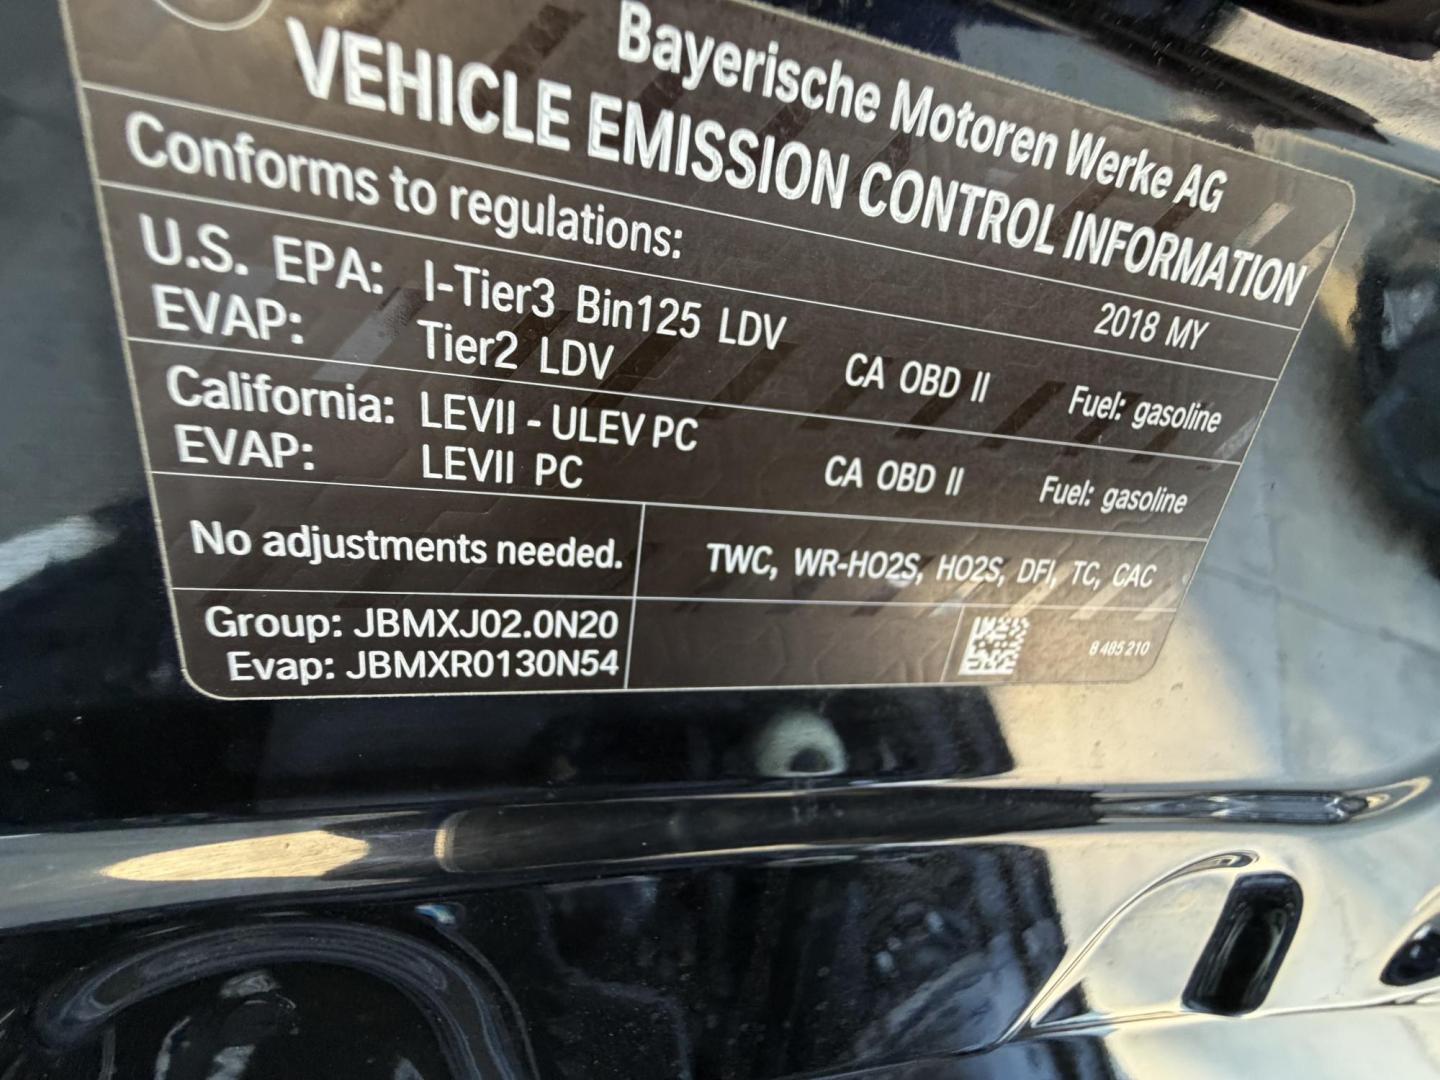 Bayerische Motoren Werke AG
VEHICLE EMISSION CONTROL INFORMATION
Conforms to regulations: 2018 MY
U.S. EPA: I-Tier3 Bin125 LDV CA OBD II Fuel: gasoline
EVAP: Tier2 LDV
California: LEVII - ULEV PC CA OBD II Fuel: gasoline
EVAP: LEVII PC
No adjustments needed. TWC, WR-HO2S, HO2S, DFI, TC, CAC
Group: JBMXJ02.0N20
Evap: JBMXR0130N54
8 485 210